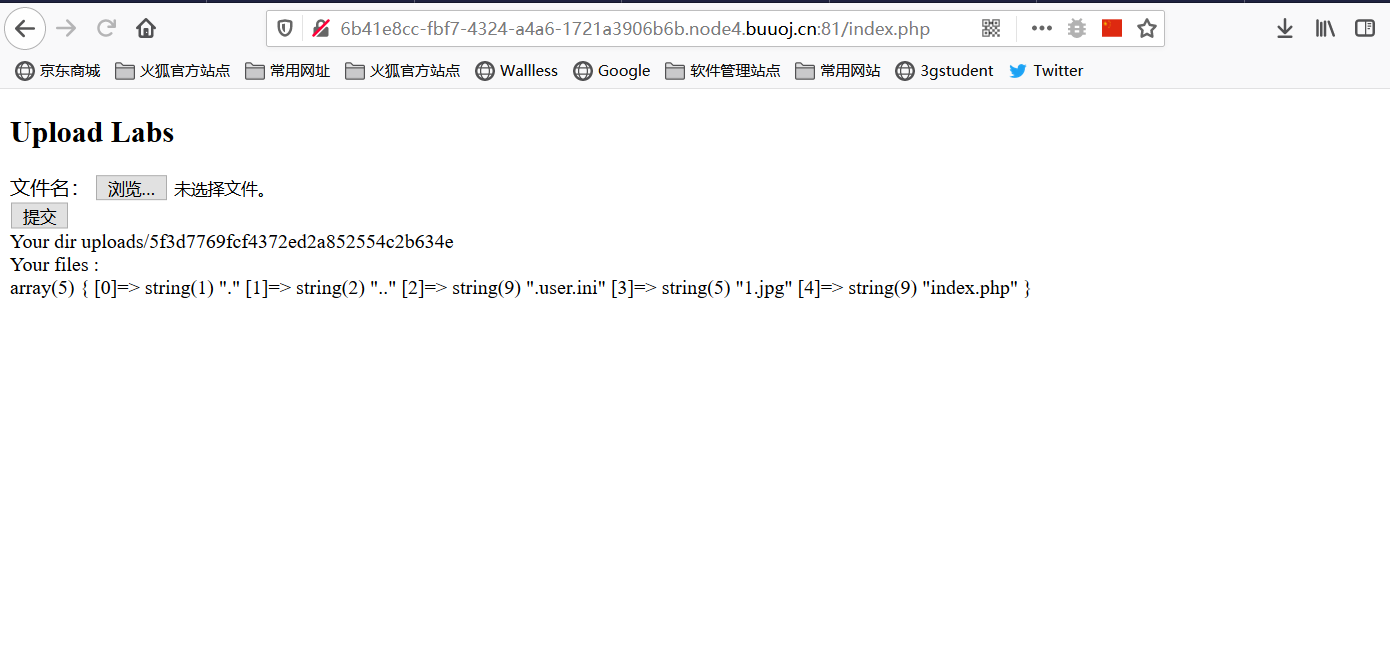 6b41e8cc-fbf7-4324-a4a6-1721a3906b6b.node4.buuoj.cn:81/index.php
京东商城 火狐官方站点 常用网址 火狐官方站点 Wallless Google 软件管理站点 常用网站 3gstudent Twitter
Upload Labs
文件名： 浏览... 未选择文件。
提交
Your dir uploads/5f3d7769fcf4372ed2a852554c2b634e
Your files :
array(5) { [0]=> string(1) "." [1]=> string(2) ".." [2]=> string(9) ".user.ini" [3]=> string(5) "1.jpg" [4]=> string(9) "index.php" }